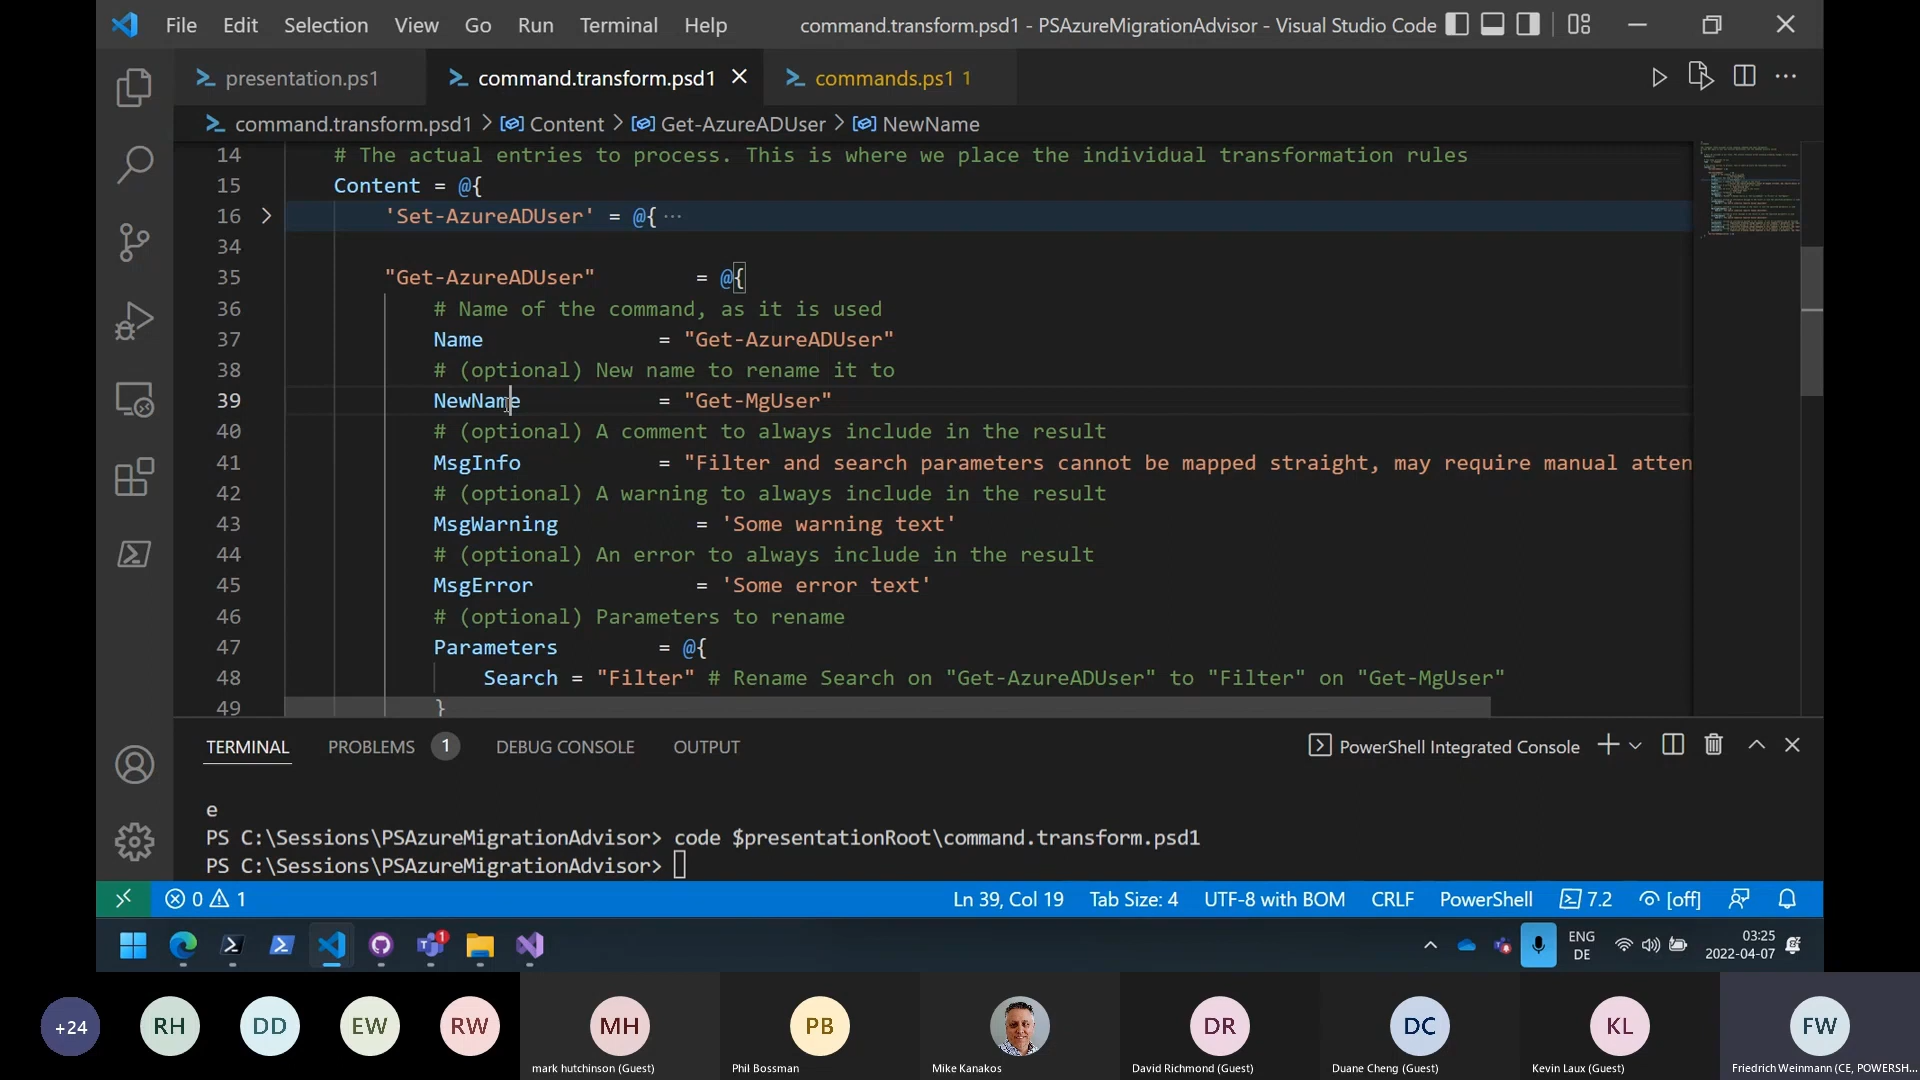 File Edit Selection View Go Run Terminal Help command.transform.psd1 - PSAzureMigrationAdvisor - Visual Studio Code
presentation.ps1 command.transform.psd1 commands.ps1 1
command.transform.psd1 > Content > Get-AzureADUser > NewName
14 # The actual entries to process. This is where we place the individual transformation rules
15 Content = @{
16 'Set-AzureADUser' = @{ ···
34
35 "Get-AzureADUser" = @{
36 # Name of the command, as it is used
37 Name = "Get-AzureADUser"
38 # (optional) New name to rename it to
39 NewName = "Get-MgUser"
40 # (optional) A comment to always include in the result
41 MsgInfo = "Filter and search parameters cannot be mapped straight, may require manual atten
42 # (optional) A warning to always include in the result
43 MsgWarning = 'Some warning text'
44 # (optional) An error to always include in the result
45 MsgError = 'Some error text'
46 # (optional) Parameters to rename
47 Parameters = @{
48 Search = "Filter" # Rename Search on "Get-AzureADUser" to "Filter" on "Get-MgUser"
49 }
TERMINAL PROBLEMS 1 DEBUG CONSOLE OUTPUT PowerShell Integrated Console
e
PS C:\Sessions\PSAzureMigrationAdvisor> code $presentationRoot\command.transform.psd1
PS C:\Sessions\PSAzureMigrationAdvisor>
0 1 Ln 39, Col 19 Tab Size: 4 UTF-8 with BOM CRLF PowerShell 7.2 [off]
1 ENG 03:25
DE 2022-04-07
+24 RH DD EW RW MH PB DR DC KL FW
mark hutchinson (Guest) Phil Bossman Mike Kanakos David Richmond (Guest) Duane Cheng (Guest) Kevin Laux (Guest) Friedrich Weinmann (CE, POWERSH...